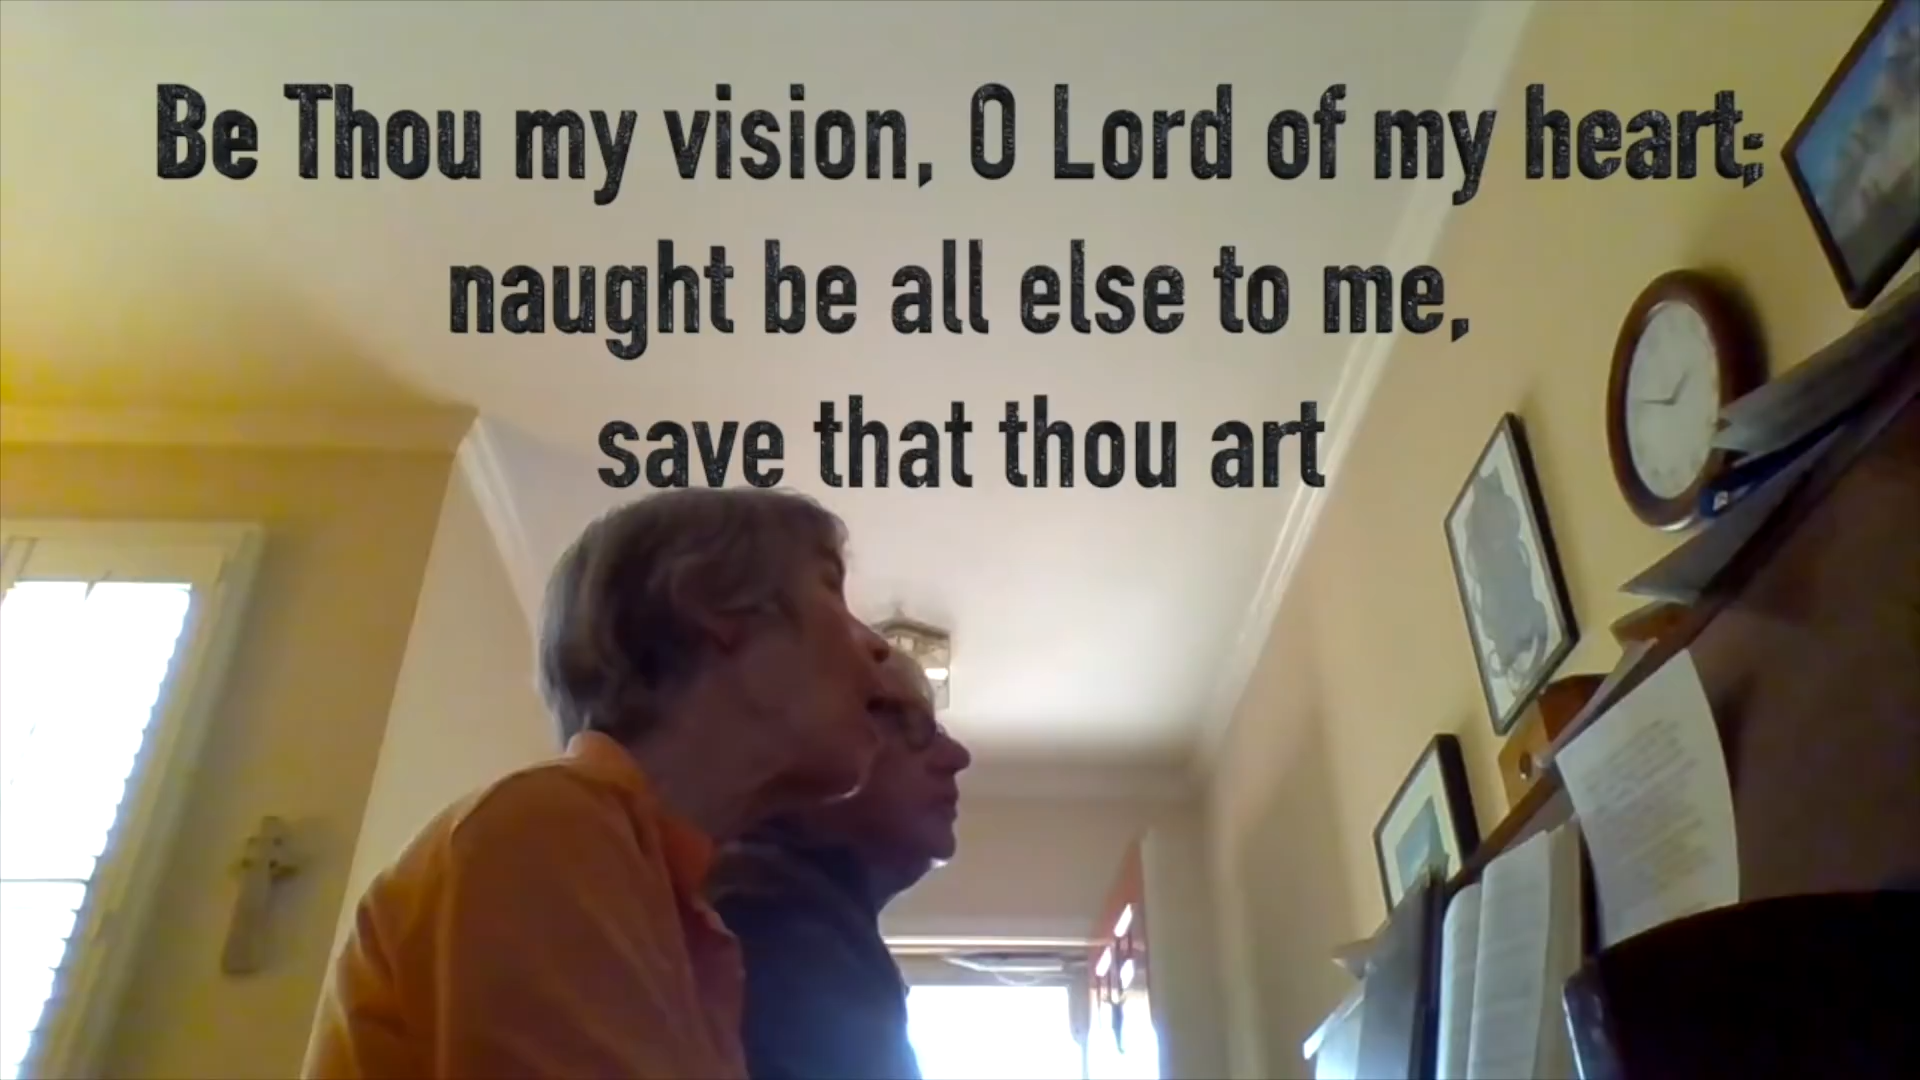 Be Thou my vision, O Lord of my heart;
naught be all else to me,
save that thou art